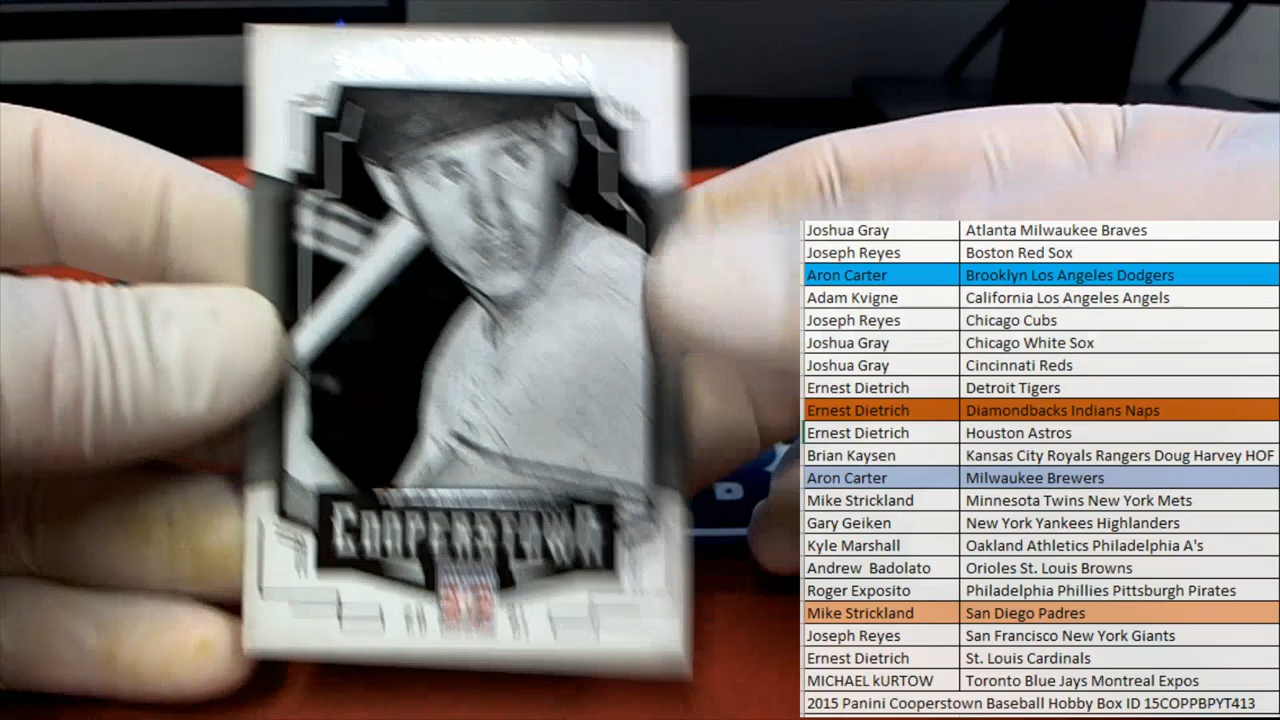 COOPERSTOWN
Joshua Gray Atlanta Milwaukee Braves
Joseph Reyes Boston Red Sox
Aron Carter Brooklyn Los Angeles Dodgers
Adam Kvigne California Los Angeles Angels
Joseph Reyes Chicago Cubs
Joshua Gray Chicago White Sox
Joshua Gray Cincinnati Reds
Ernest Dietrich Detroit Tigers
Ernest Dietrich Diamondbacks Indians Naps
Ernest Dietrich Houston Astros
Brian Kaysen Kansas City Royals Rangers Doug Harvey HOF
Aron Carter Milwaukee Brewers
Mike Strickland Minnesota Twins New York Mets
Gary Geiken New York Yankees Highlanders
Kyle Marshall Oakland Athletics Philadelphia A's
Andrew Badolato Orioles St. Louis Browns
Roger Exposito Philadelphia Phillies Pittsburgh Pirates
Mike Strickland San Diego Padres
Joseph Reyes San Francisco New York Giants
Ernest Dietrich St. Louis Cardinals
MICHAEL kURTOW Toronto Blue Jays Montreal Expos
2015 Panini Cooperstown Baseball Hobby Box ID 15COPPBPYT413